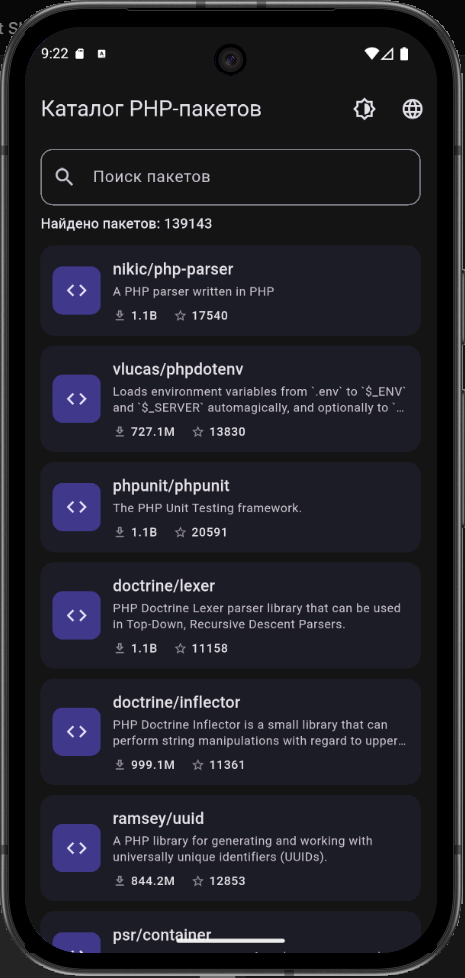 t S
9:22
Каталог PHP-пакетов
Поиск пакетов
Найдено пакетов: 139143
nikic/php-parser
A PHP parser written in PHP
1.1B 17540
vlucas/phpdotenv
Loads environment variables from `.env` to `$_ENV`
and `$_SERVER` automagically, and optionally to `…
727.1M 13830
phpunit/phpunit
The PHP Unit Testing framework.
1.1B 20591
doctrine/lexer
PHP Doctrine Lexer parser library that can be used
in Top-Down, Recursive Descent Parsers.
1.1B 11158
doctrine/inflector
PHP Doctrine Inflector is a small library that can
perform string manipulations with regard to upper…
999.1M 11361
ramsey/uuid
A PHP library for generating and working with
universally unique identifiers (UUIDs).
844.2M 12853
psr/container